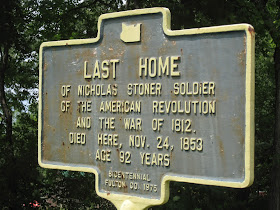 LAST HOME
OF NICHOLAS STONER SOLDIER
OF THE AMERICAN REVOLUTION
AND THE WAR OF 1812.
DIED HERE, NOV. 24, 1853
AGE 92 YEARS
BICENTENNIAL
FULTON CO. 1975